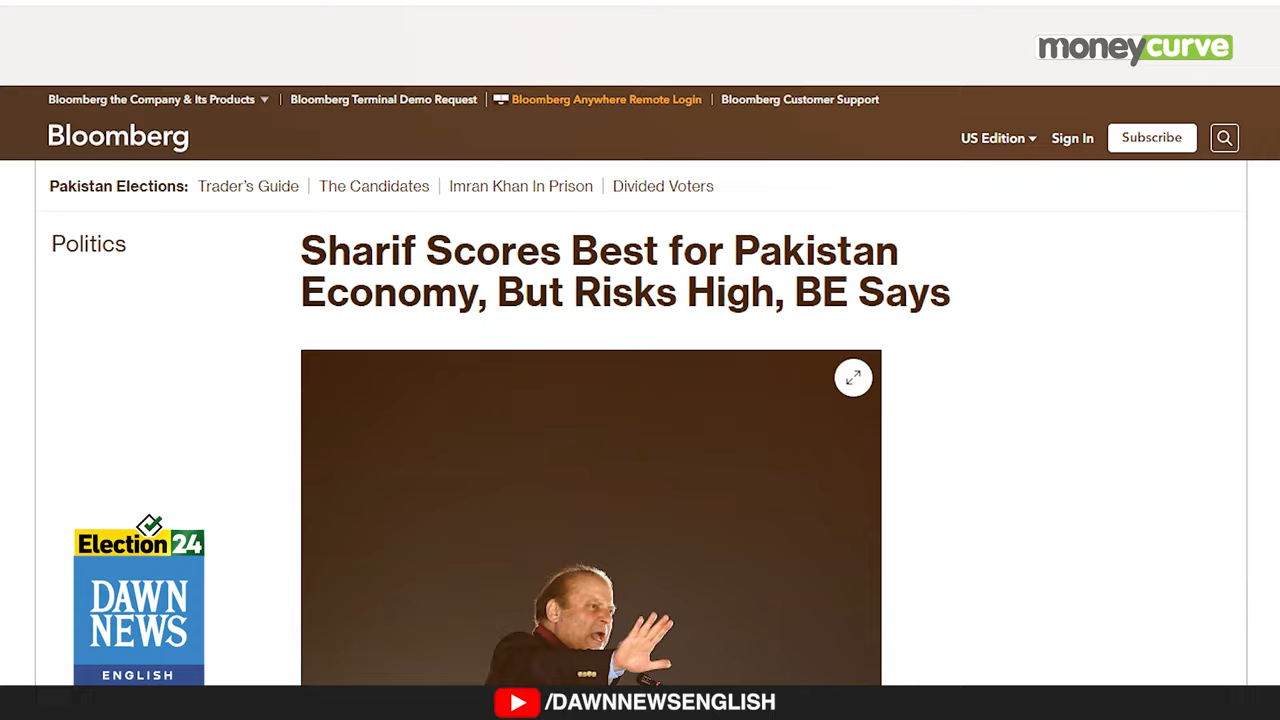 moneycurve
Bloomberg the Company & Its Products | Bloomberg Terminal Demo Request | Bloomberg Anywhere Remote Login | Bloomberg Customer Support
Bloomberg
US Edition Sign In Subscribe
Pakistan Elections: Trader's Guide | The Candidates | Imran Khan In Prison | Divided Voters
Politics
Sharif Scores Best for Pakistan
Economy, But Risks High, BE Says
Election 24
DAWN
NEWS
ENGLISH
/DAWNNEWSENGLISH